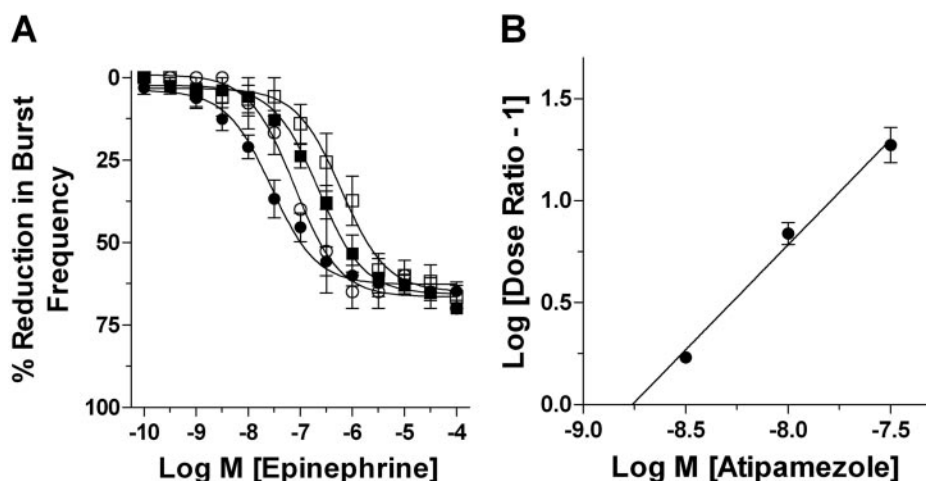 A
% Reduction in Burst
Frequency
0
25
50
75
100
-10 -9 -8 -7 -6 -5 -4
Log M [Epinephrine]
B
Log [Dose Ratio - 1]
1.5
1.0
0.5
0.0
-9.0 -8.5 -8.0 -7.5
Log M [Atipamezole]